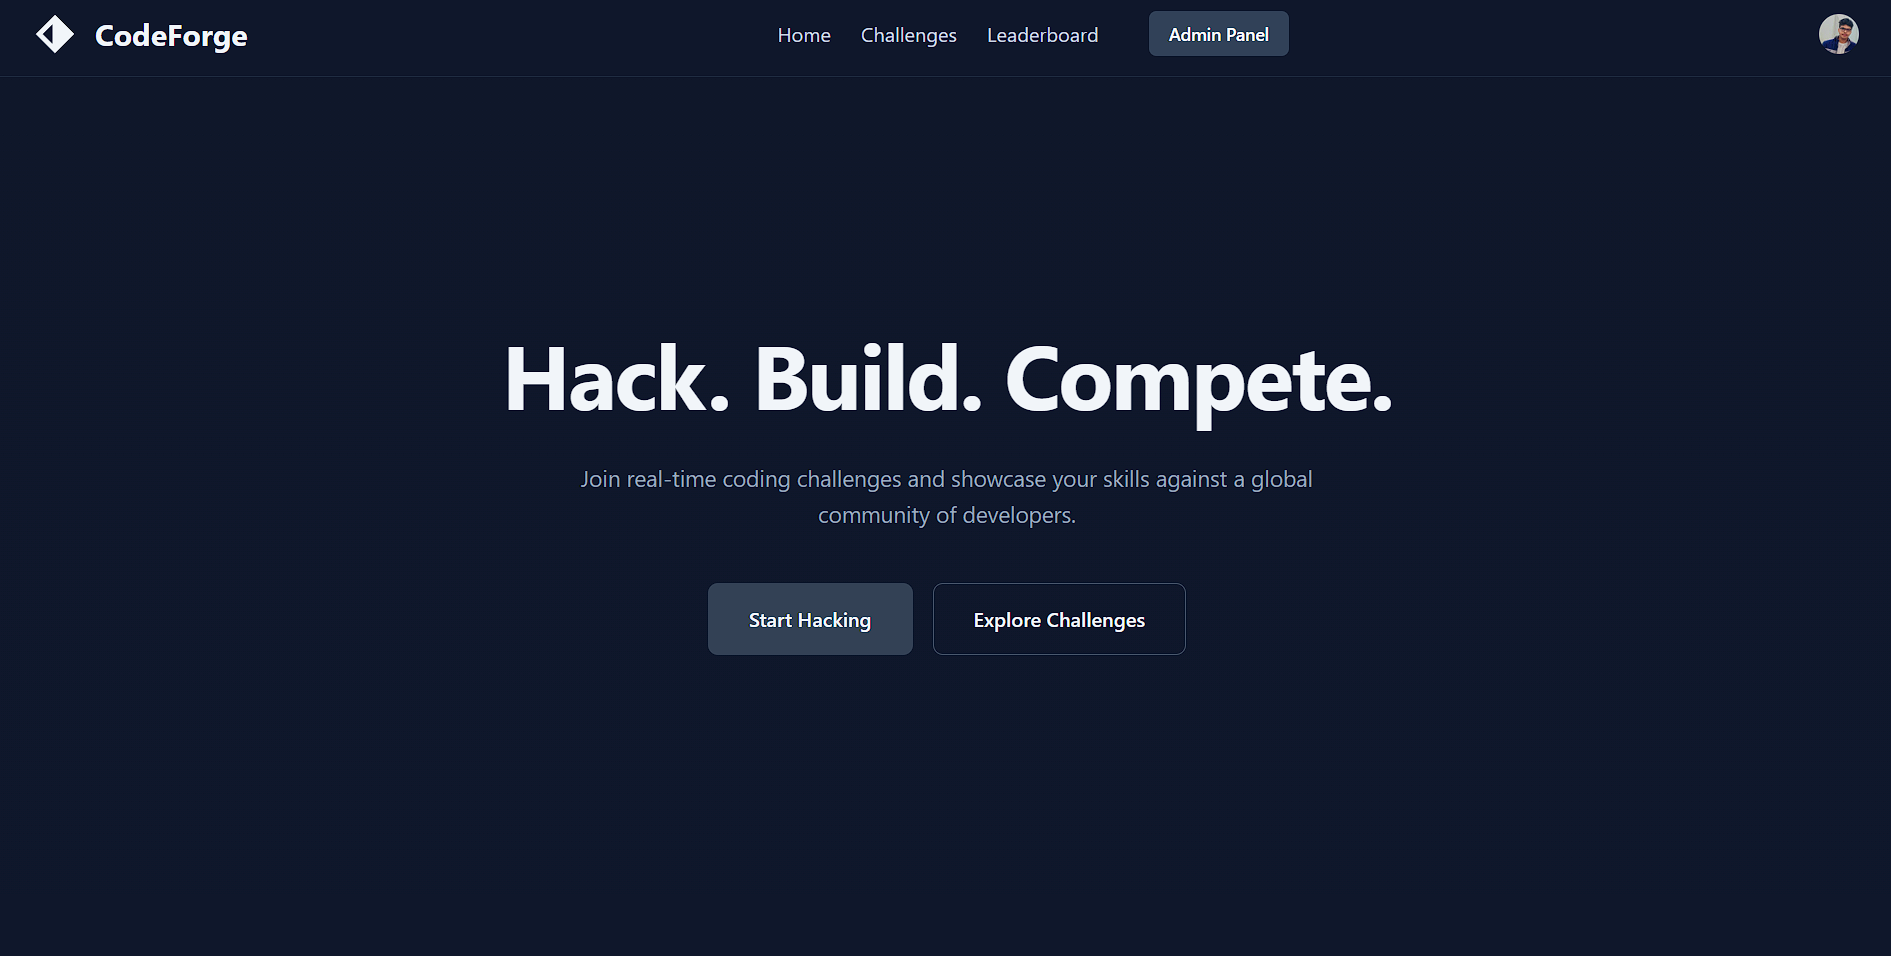 CodeForge
Home
Challenges
Leaderboard
Admin Panel
Hack. Build. Compete.
Join real-time coding challenges and showcase your skills against a global
community of developers.
Start Hacking
Explore Challenges